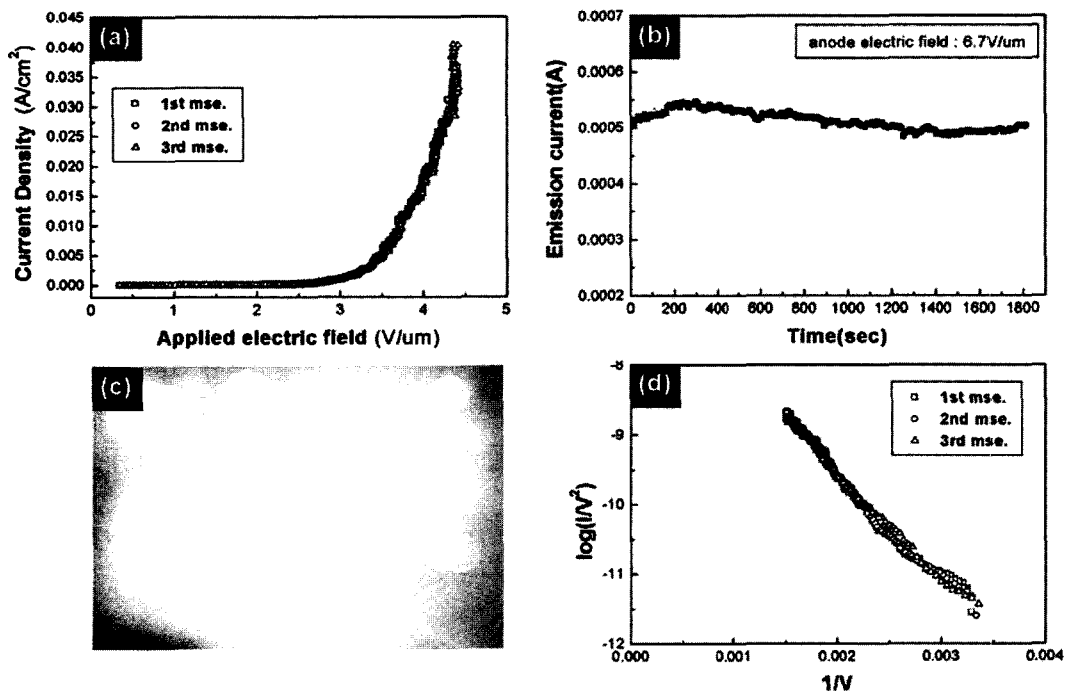 (a)
0.045
0.040
0.035
0.030
0.025
0.020
0.015
0.010
0.005
0.000
Current Density (A/cm²)
1st mse.
2nd mse.
3rd mse.
0 1 2 3 4 5
Applied electric field (V/um)
(b)
0.0007
0.0006
0.0005
0.0004
0.0003
0.0002
Emission current(A)
anode electric field : 6.7V/um
0 200 400 600 800 1000 1200 1400 1600 1800
Time(sec)
(c)
(d)
-8
-9
-10
-11
-12
log(I/V²)
1st mse.
2nd mse.
3rd mse.
0.000 0.001 0.002 0.003 0.004
1/V